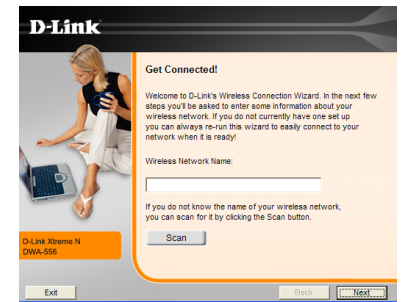 D-Link
Get Connected!
Welcome to D-Link's Wireless Connection Wizard. In the next few
steps you'll be asked to enter some information about your
wireless network. If you do not currently have one set up
you can always re-run this wizard to easily connect to your
network when it is ready!
Wireless Network Name:
If you do not know the name of your wireless network,
you can scan for it by clicking the Scan button.
Scan
D-Link Xtreme N
DWA-556
Exit
Back
Next